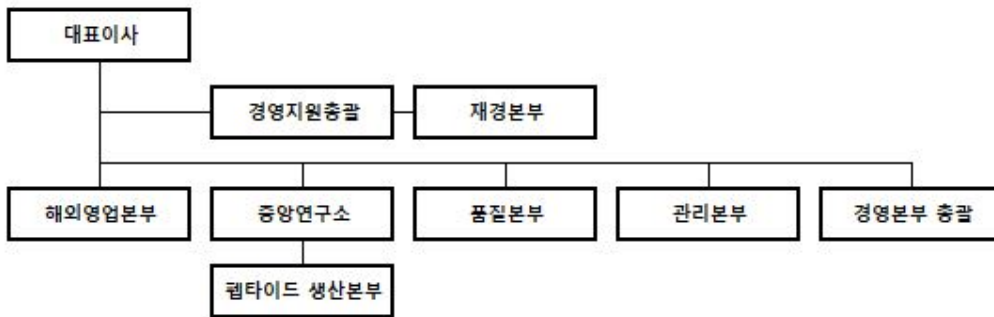 대표이사
경영지원총괄
재경본부
해외영업본부
중앙연구소
품질본부
관리본부
경영본부 총괄
펩타이드 생산본부